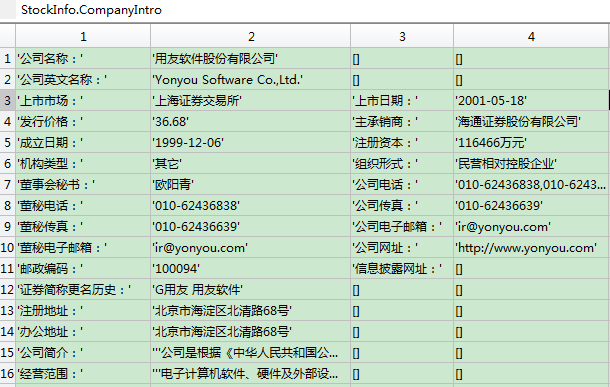 StockInfo.CompanyIntro
1 2 3 4
1 '公司名称：' '用友软件股份有限公司' [] []
2 '公司英文名称：' 'Yonyou Software Co.,Ltd.' [] []
3 '上市市场：' '上海证券交易所' '上市日期：' '2001-05-18'
4 '发行价格：' '36.68' '主承销商：' '海通证券股份有限公司'
5 '成立日期：' '1999-12-06' '注册资本：' '116466万元'
6 '机构类型：' '其它' '组织形式：' '民营相对控股企业'
7 '董事会秘书：' '欧阳青' '公司电话：' '010-62436838,010-6243...
8 '董秘电话：' '010-62436838' '公司传真：' '010-62436639'
9 '董秘传真：' '010-62436639' '公司电子邮箱：' 'ir@yonyou.com'
10 '董秘电子邮箱：' 'ir@yonyou.com' '公司网址：' 'http://www.yonyou.com'
11 '邮政编码：' '100094' '信息披露网址：' []
12 '证券简称更名历史：' 'G用友 用友软件' [] []
13 '注册地址：' '北京市海淀区北清路68号' [] []
14 '办公地址：' '北京市海淀区北清路68号' [] []
15 '公司简介：' '''公司是根据《中华人民共和国公... [] []
16 '经营范围：' '''电子计算机软件、硬件及外部设... [] []